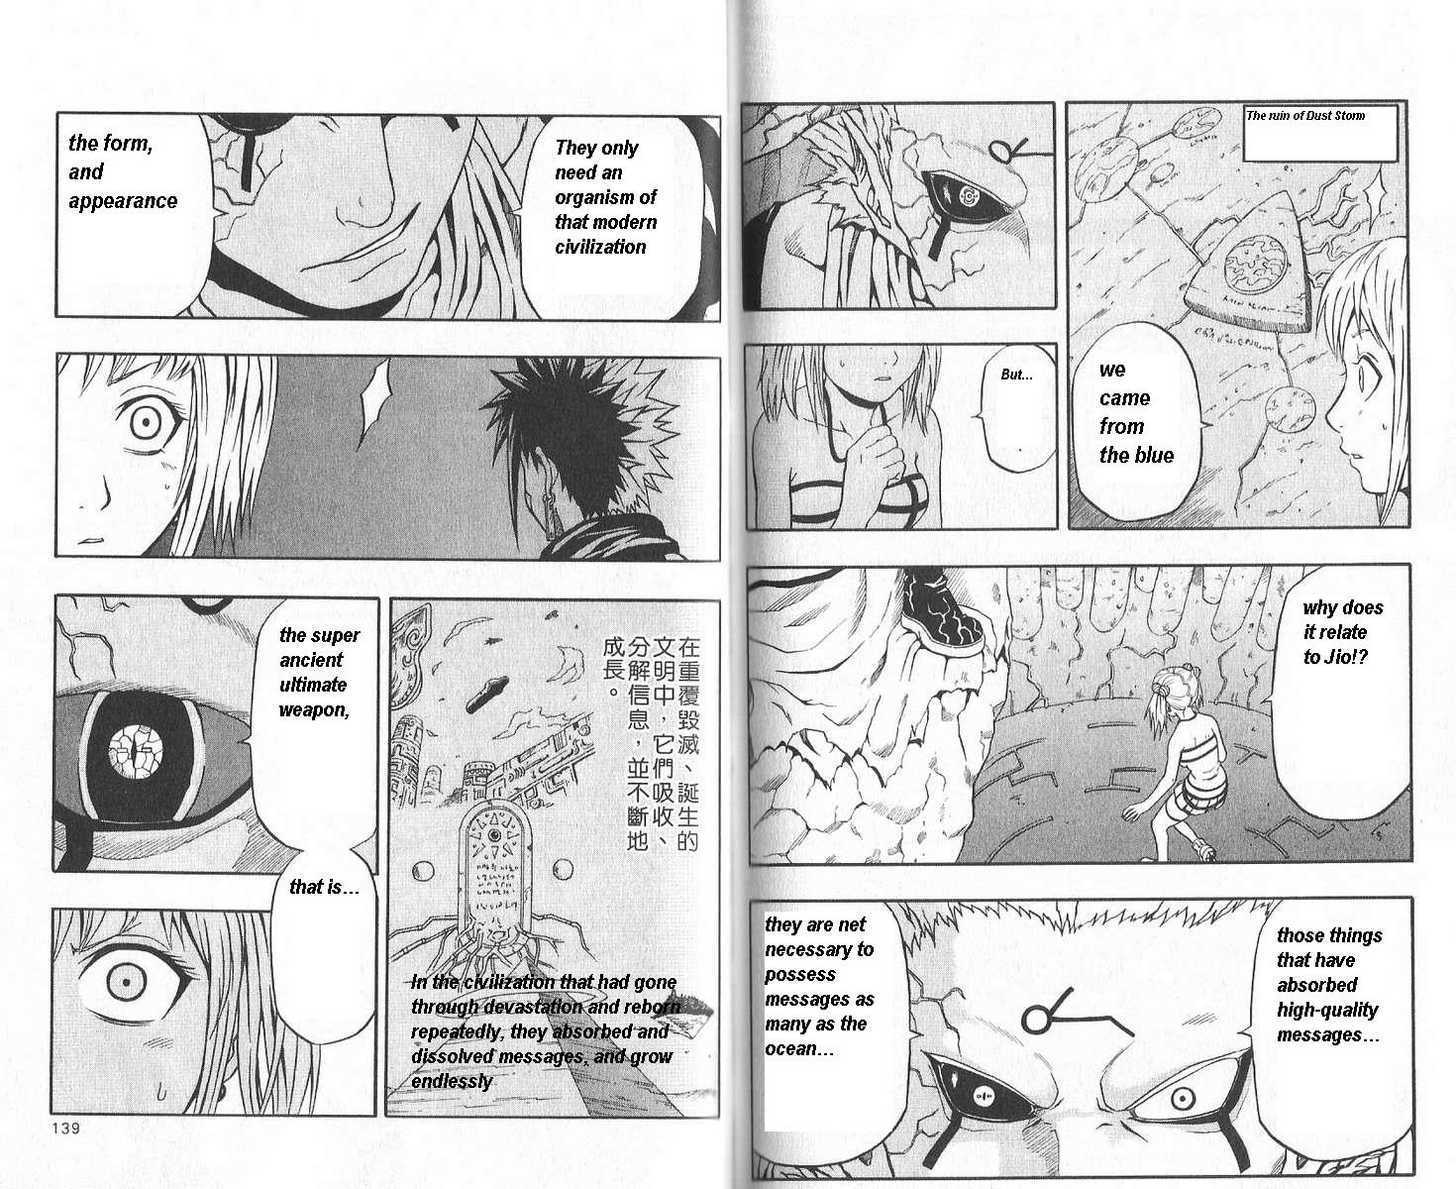 The ruin of Dust Storm
we
came
from
the blue
But...
why does
it relate
to Jio!?
those things
that have
absorbed
high-quality
messages...
they are net
necessary to
possess
messages as
many as the
ocean...
They only
need an
organism of
that modern
civilization
the form,
and
appearance
在重覆毀滅、誕生的
文明中，它們吸收、
分解信息，並不斷地
成長。
In the civilization that had gone
through devastation and reborn
repeatedly, they absorbed and
dissolved messages, and grow
endlessly
the super
ancient
ultimate
weapon,
that is...
139